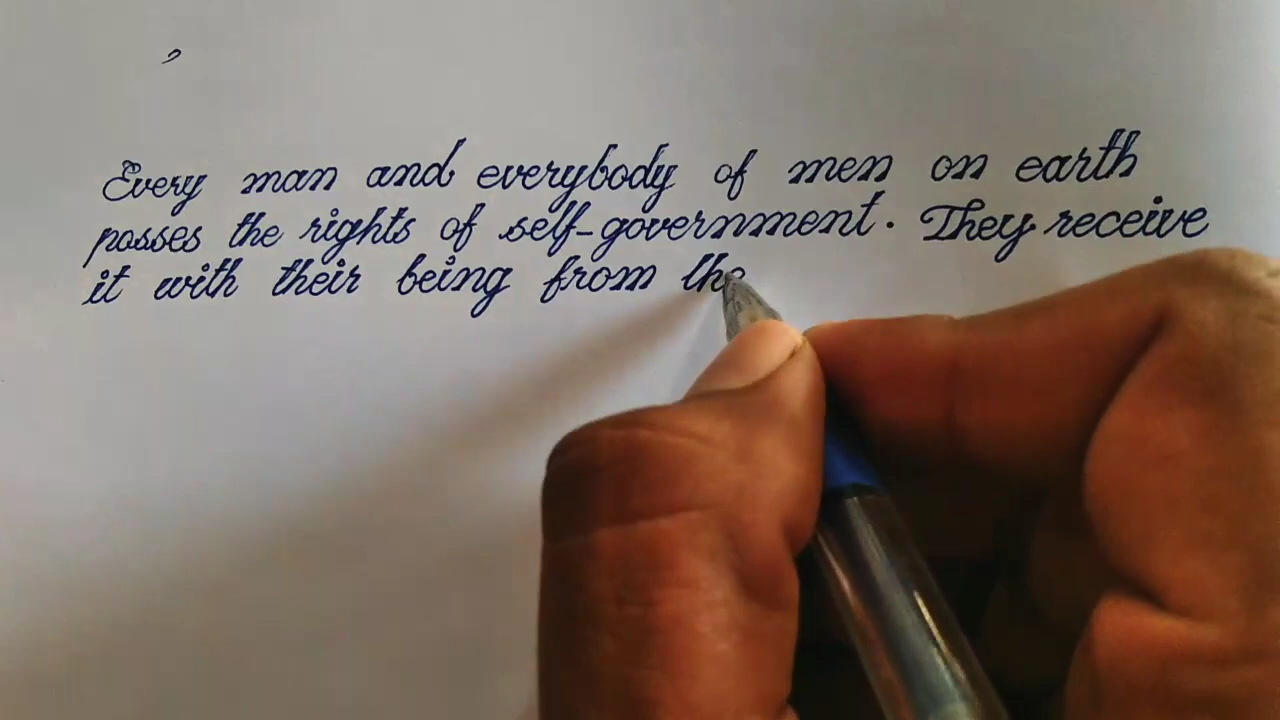 Every man and everybody of men on earth
posses the rights of self-government. They receive
it with their being from the